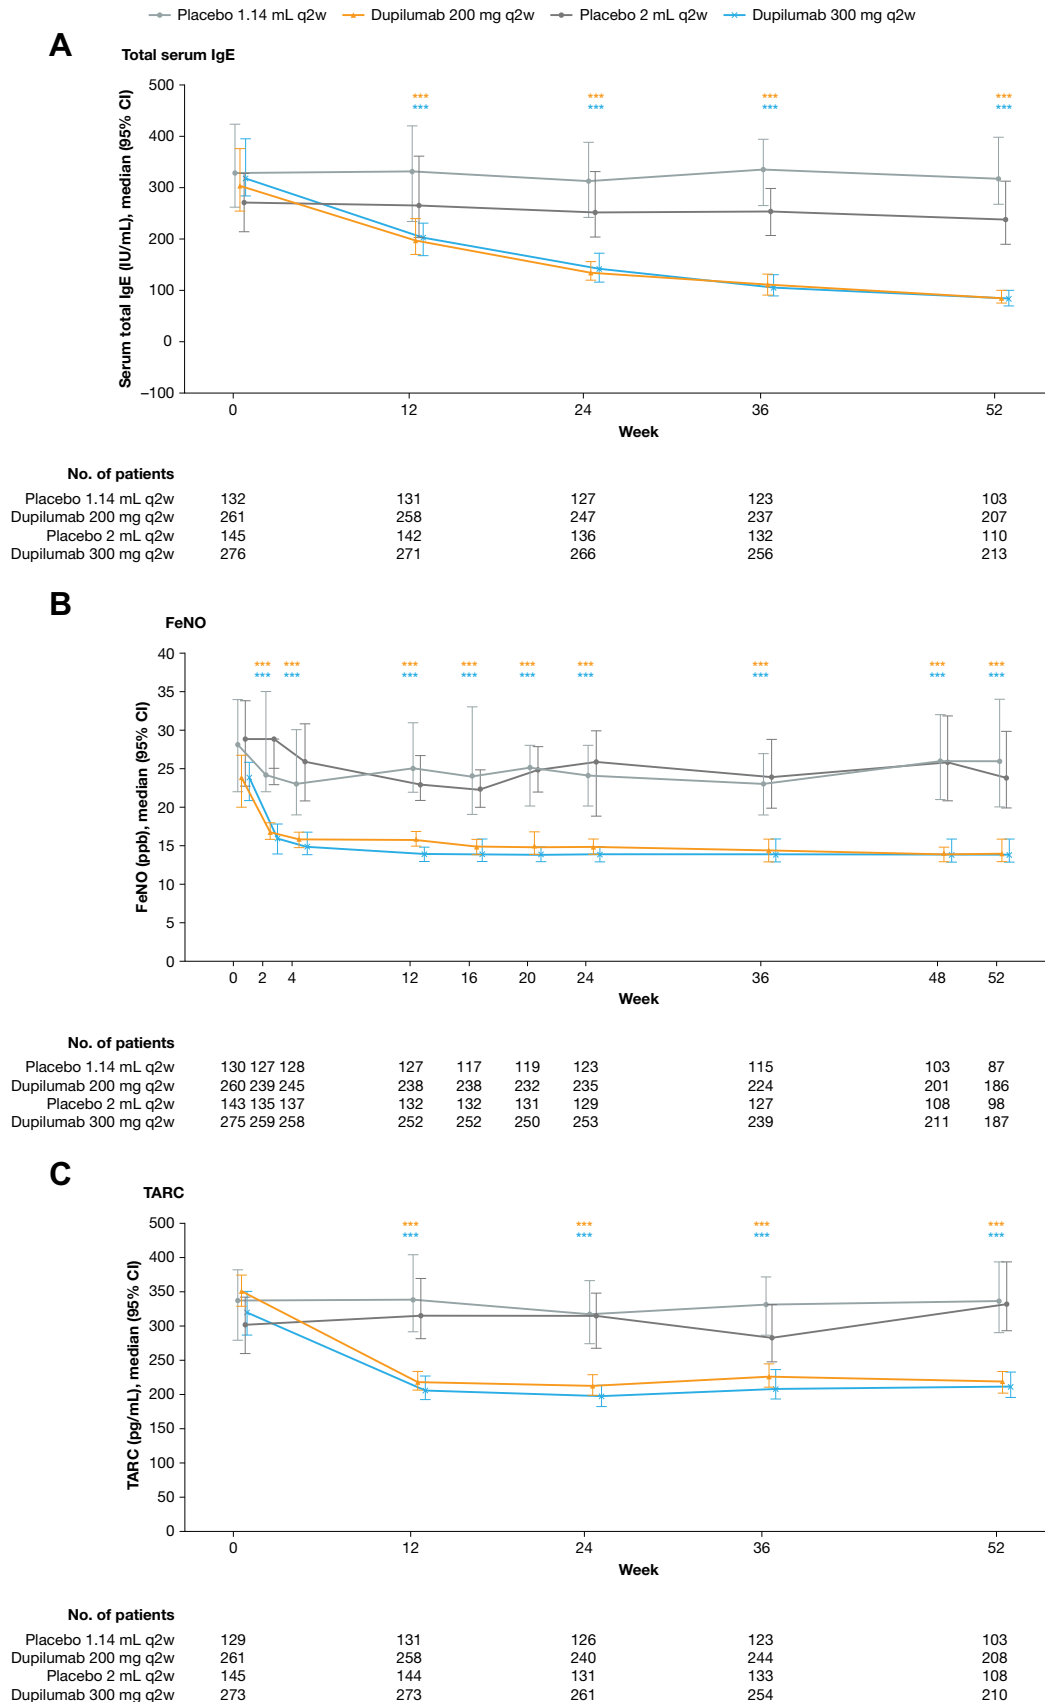 Placebo 1.14 mL q2w Dupilumab 200 mg q2w Placebo 2 mL q2w Dupilumab 300 mg q2w
A
Total serum IgE
Serum total IgE (IU/mL), median (95% CI)
500
400
300
200
100
0
−100
*** *** *** ***
*** *** *** ***
0 12 24 36 52
Week
No. of patients
Placebo 1.14 mL q2w 132 131 127 123 103
Dupilumab 200 mg q2w 261 258 247 237 207
Placebo 2 mL q2w 145 142 136 132 110
Dupilumab 300 mg q2w 276 271 266 256 213
B
FeNO
FeNO (ppb), median (95% CI)
40
35
30
25
20
15
10
5
0
*** *** *** *** *** *** *** *** ***
*** *** *** *** *** *** *** *** ***
0 2 4 12 16 20 24 36 48 52
Week
No. of patients
Placebo 1.14 mL q2w 130 127 128 127 117 119 123 115 103 87
Dupilumab 200 mg q2w 260 239 245 238 238 232 235 224 201 186
Placebo 2 mL q2w 143 135 137 132 132 131 129 127 108 98
Dupilumab 300 mg q2w 275 259 258 252 252 250 253 239 211 187
C
TARC
TARC (pg/mL), median (95% CI)
500
450
400
350
300
250
200
150
100
50
0
*** *** *** ***
*** *** *** ***
0 12 24 36 52
Week
No. of patients
Placebo 1.14 mL q2w 129 131 126 123 103
Dupilumab 200 mg q2w 261 258 240 244 208
Placebo 2 mL q2w 145 144 131 133 108
Dupilumab 300 mg q2w 273 273 261 254 210